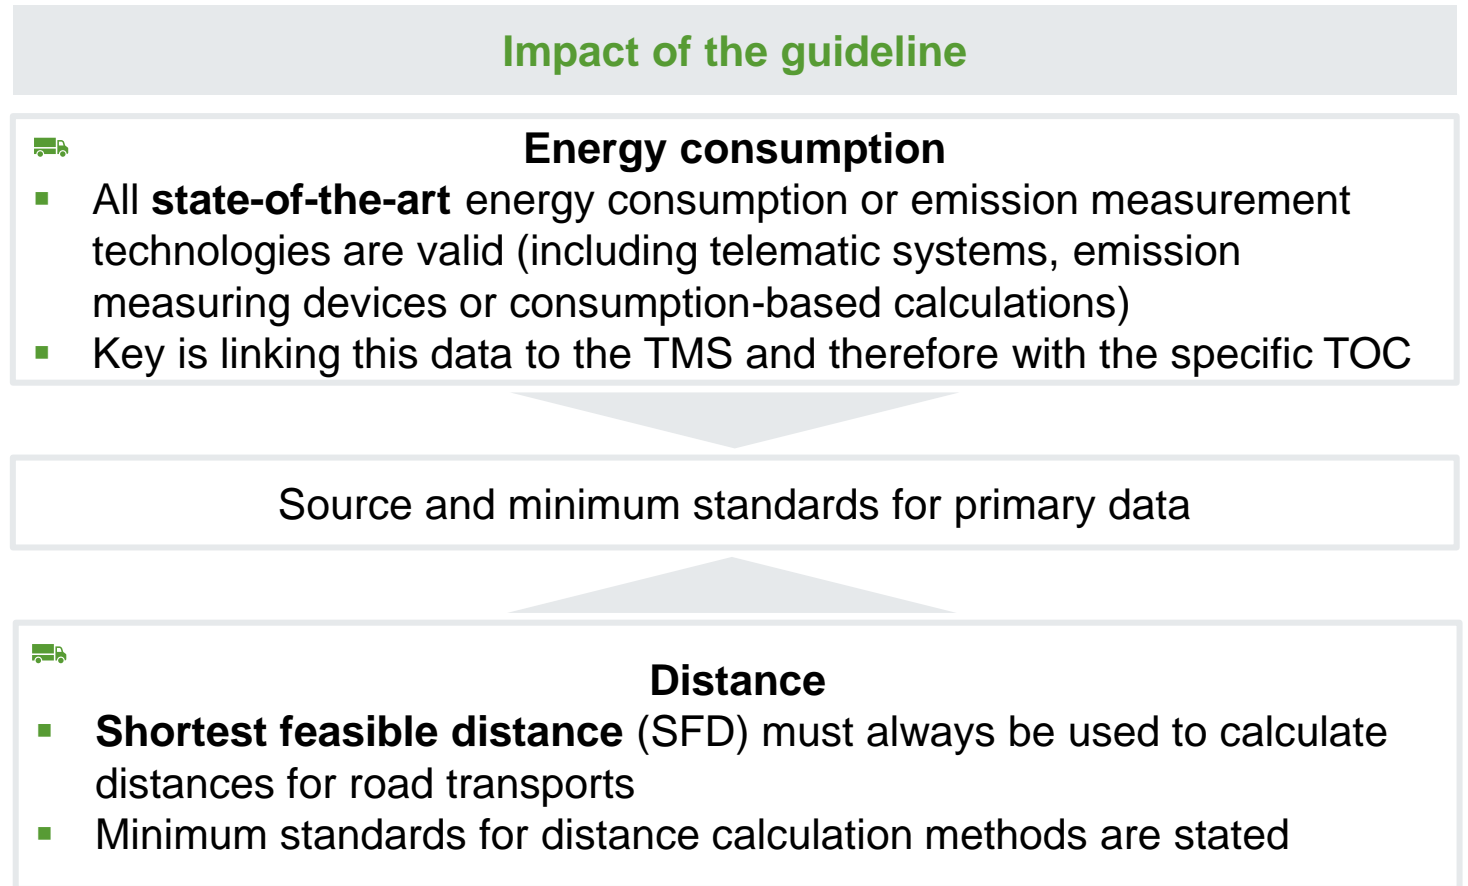 Impact of the guideline
Energy consumption
▪ All state-of-the-art energy consumption or emission measurement
technologies are valid (including telematic systems, emission
measuring devices or consumption-based calculations)
▪ Key is linking this data to the TMS and therefore with the specific TOC
Source and minimum standards for primary data
Distance
▪ Shortest feasible distance (SFD) must always be used to calculate
distances for road transports
▪ Minimum standards for distance calculation methods are stated